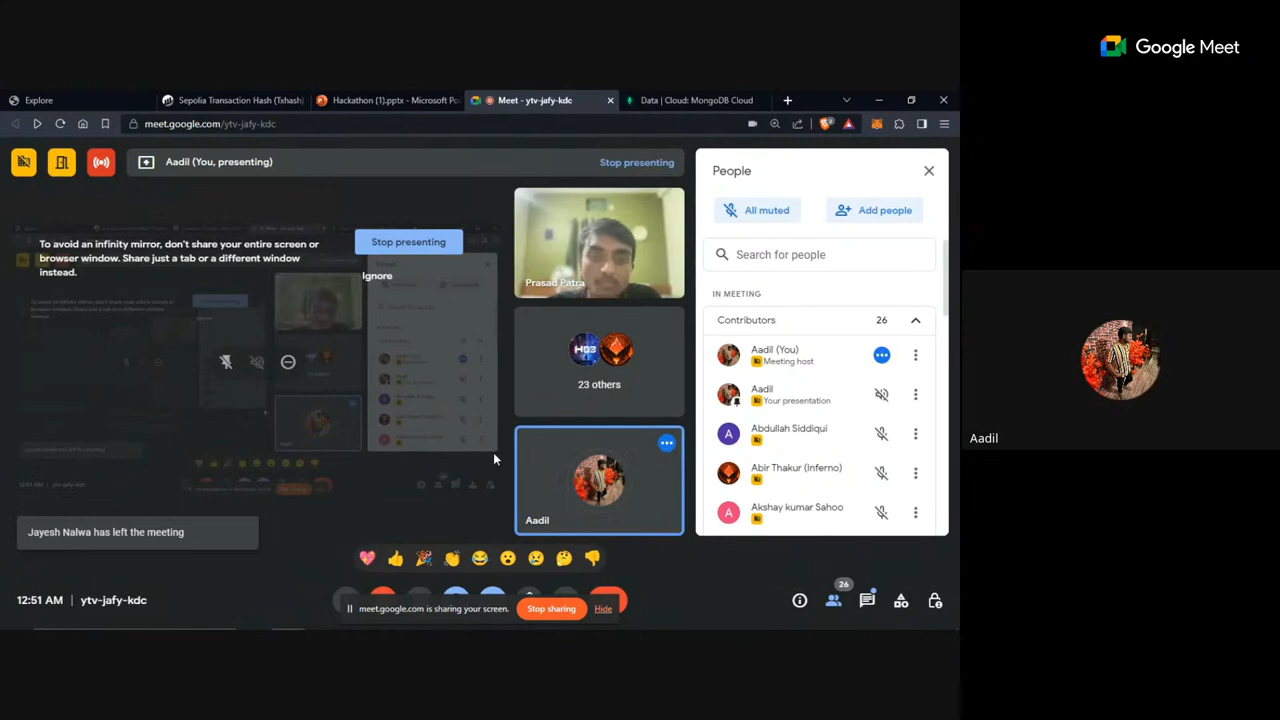 Google Meet
Explore
Sepolia Transaction Hash (Txhash)
Hackathon (1).pptx - Microsoft Po
Meet - ytv-jafy-kdc
Data | Cloud: MongoDB Cloud
meet.google.com/ytv-jafy-kdc
Aadil (You, presenting)
Stop presenting
People
All muted
Add people
To avoid an infinity mirror, don't share your entire screen or
browser window. Share just a tab or a different window
instead.
Stop presenting
Ignore
Prasad Patra
Search for people
IN MEETING
Contributors
26
HG3
23 others
Aadil (You)
Meeting host
Aadil
Your presentation
Abdullah Siddiqui
Abir Thakur (Inferno)
Akshay kumar Sahoo
A
A
Aadil
Aadil
Jayesh Nalwa has left the meeting
26
12:51 AM | ytv-jafy-kdc
meet.google.com is sharing your screen.
Stop sharing
Hide